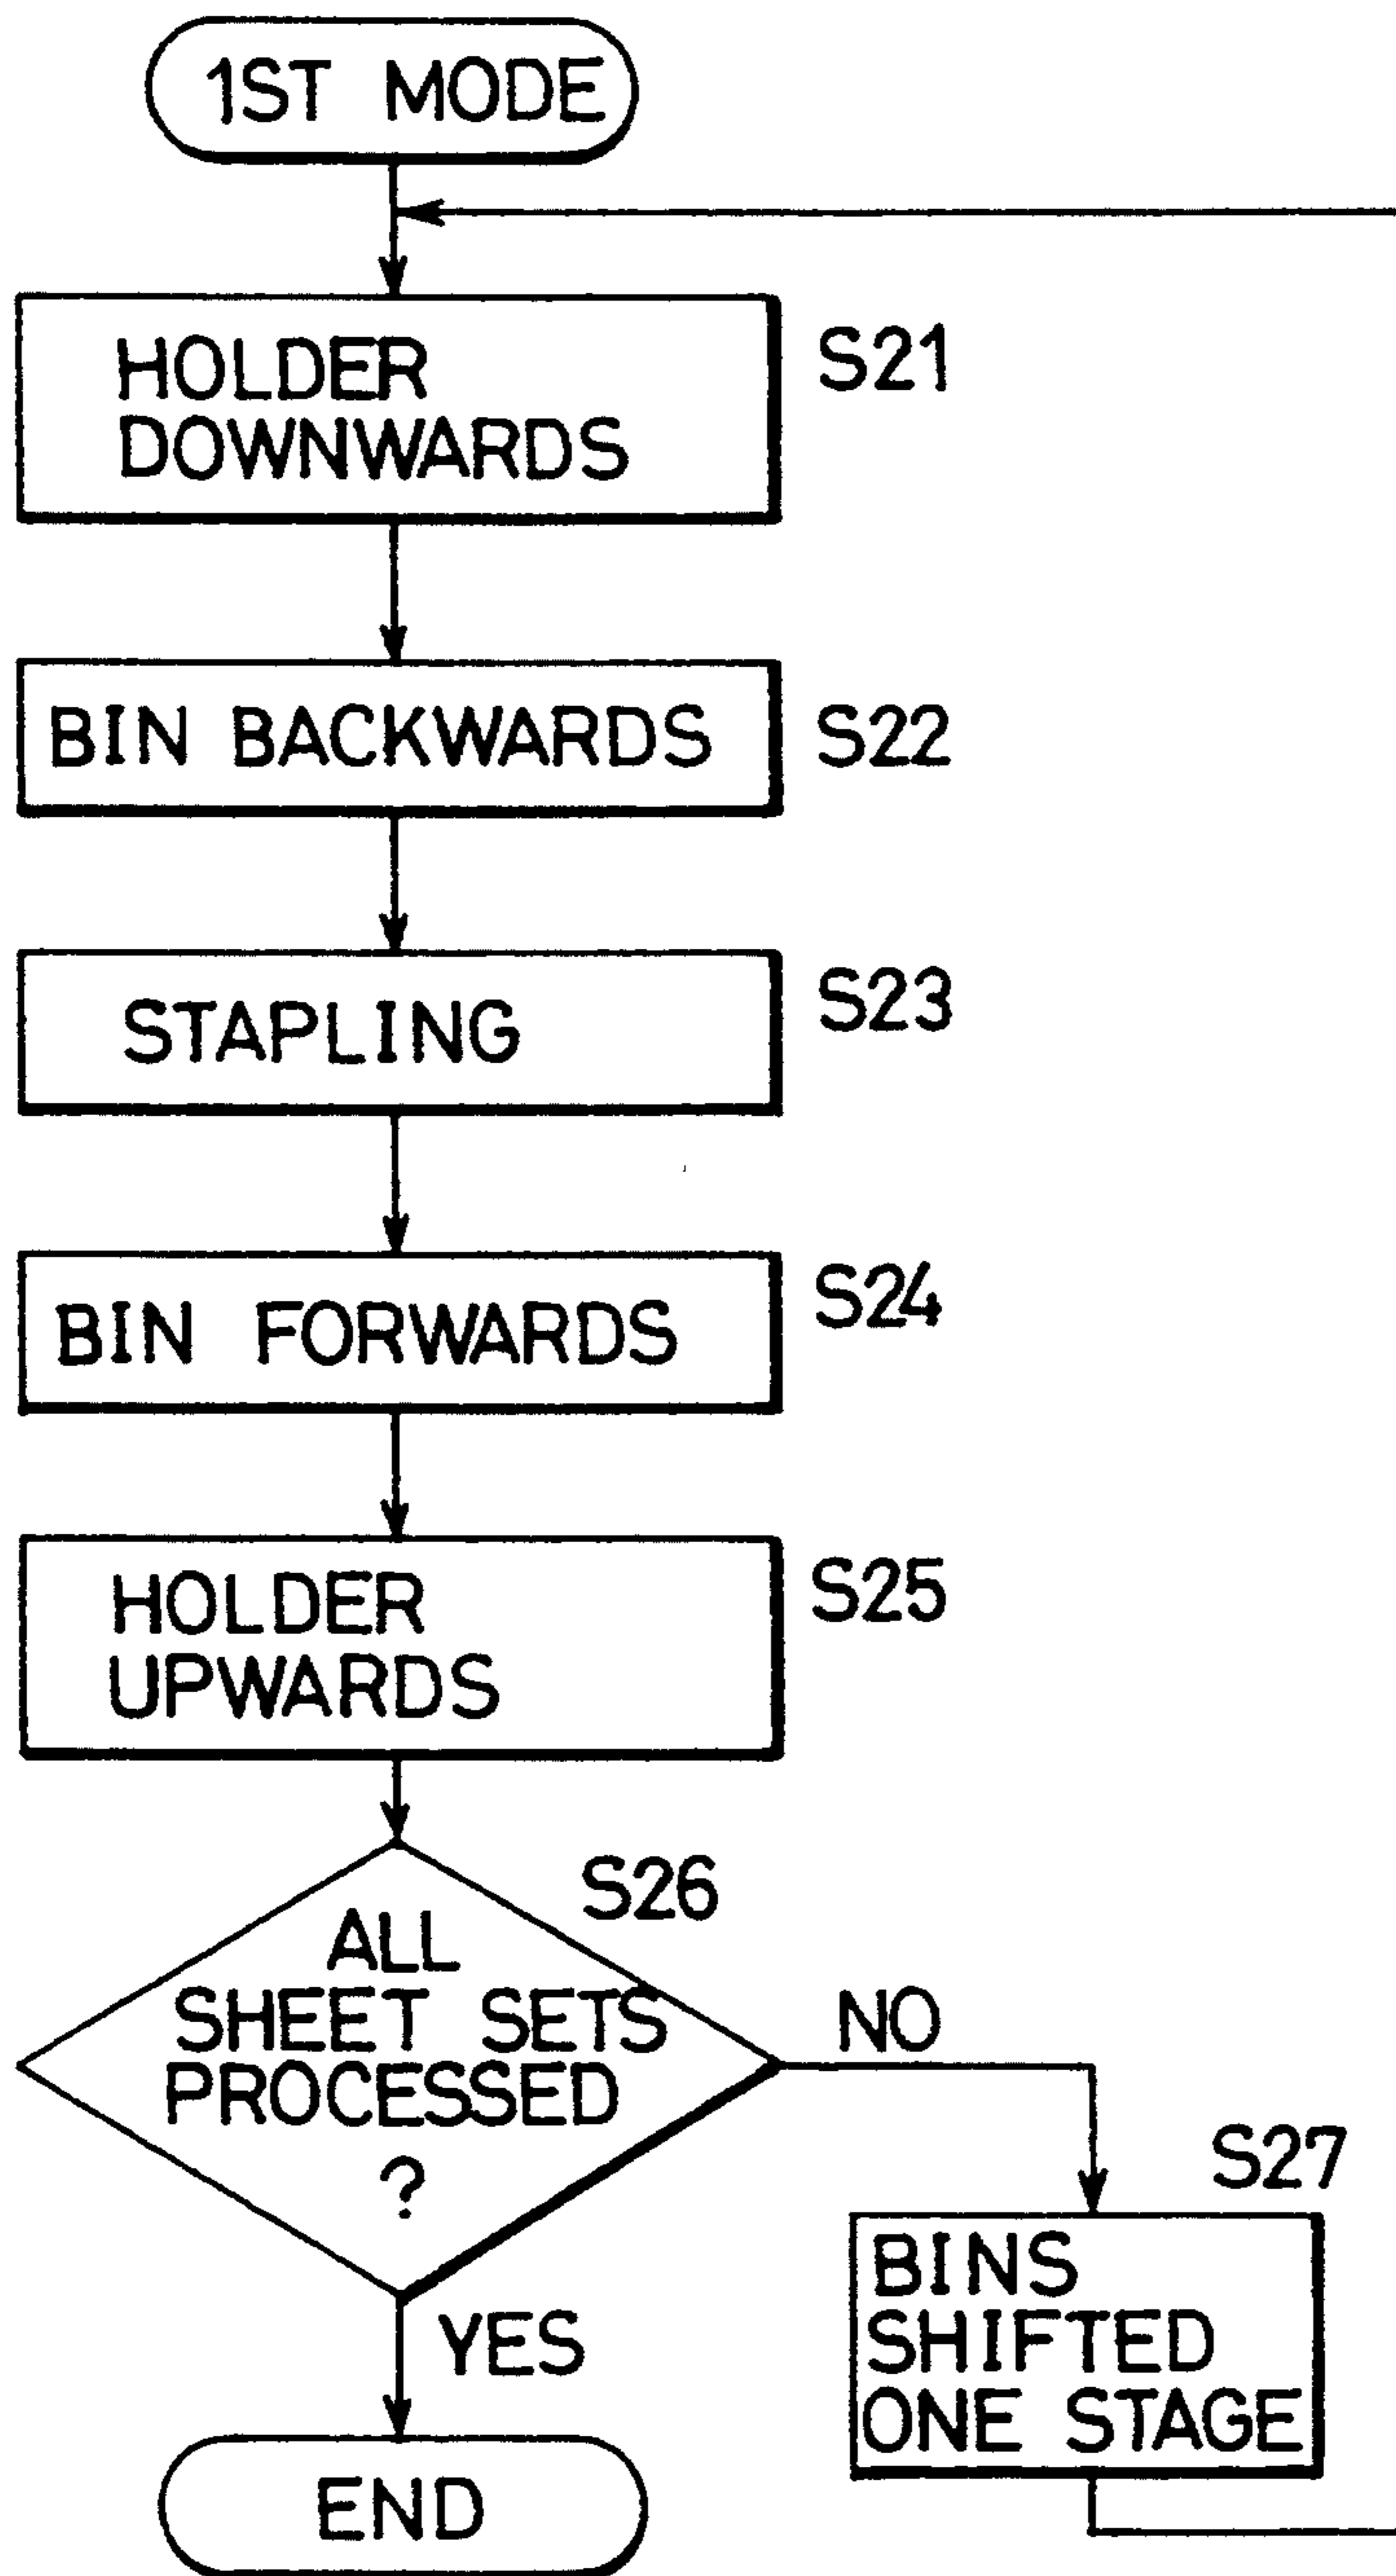 1ST MODE
HOLDER
DOWNWARDS
S21
BIN BACKWARDS
S22
STAPLING
S23
BIN FORWARDS
S24
HOLDER
UPWARDS
S25
S26
ALL
SHEET SETS
PROCESSED
?
NO
YES
S27
BINS
SHIFTED
ONE STAGE
END